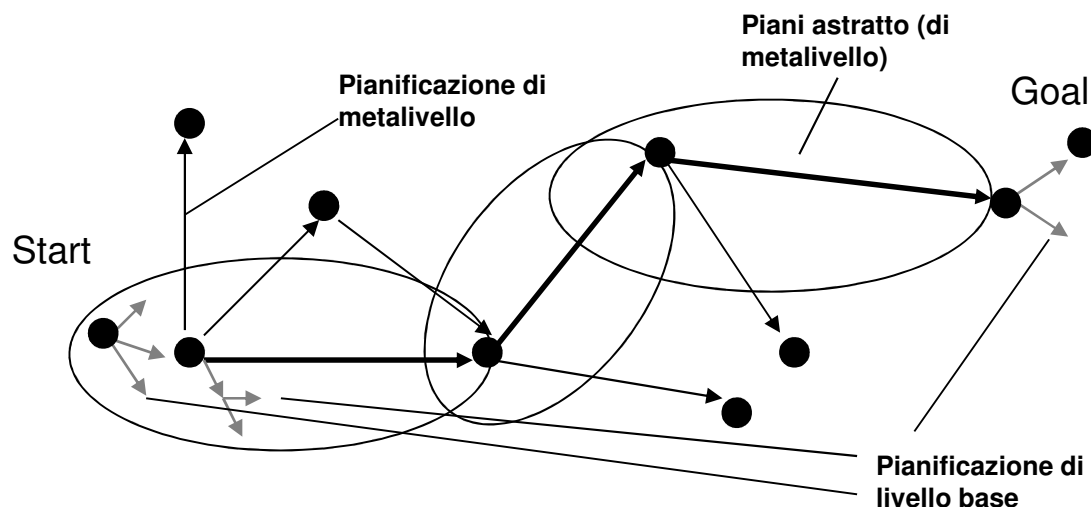 Piani astratto (di
metalivello)
Pianificazione di
metalivello
Goal
Start
Pianificazione di
livello base